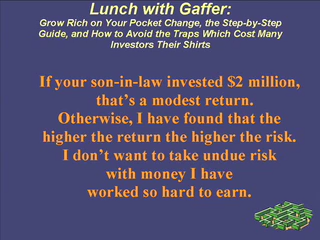 Lunch with Gaffer:
Grow Rich on Your Pocket Change, the Step-by-Step
Guide, and How to Avoid the Traps Which Cost Many
Investors Their Shirts
If your son-in-law invested $2 million,
that's a modest return.
Otherwise, I have found that the
higher the return the higher the risk.
I don't want to take undue risk
with money I have
worked so hard to earn.